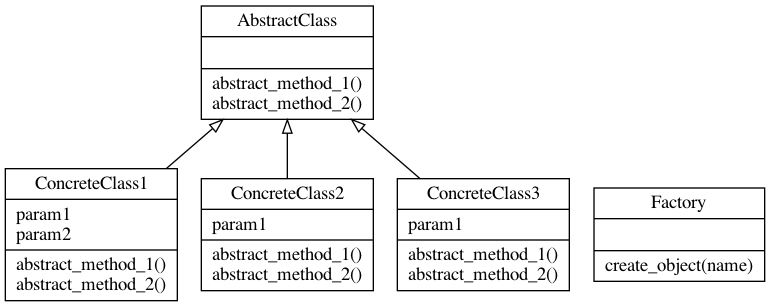 AbstractClass
abstract_method_1()
abstract_method_2()
ConcreteClass1
param1
param2
abstract_method_1()
abstract_method_2()
ConcreteClass2
param1
abstract_method_1()
abstract_method_2()
ConcreteClass3
param1
abstract_method_1()
abstract_method_2()
Factory
create_object(name)